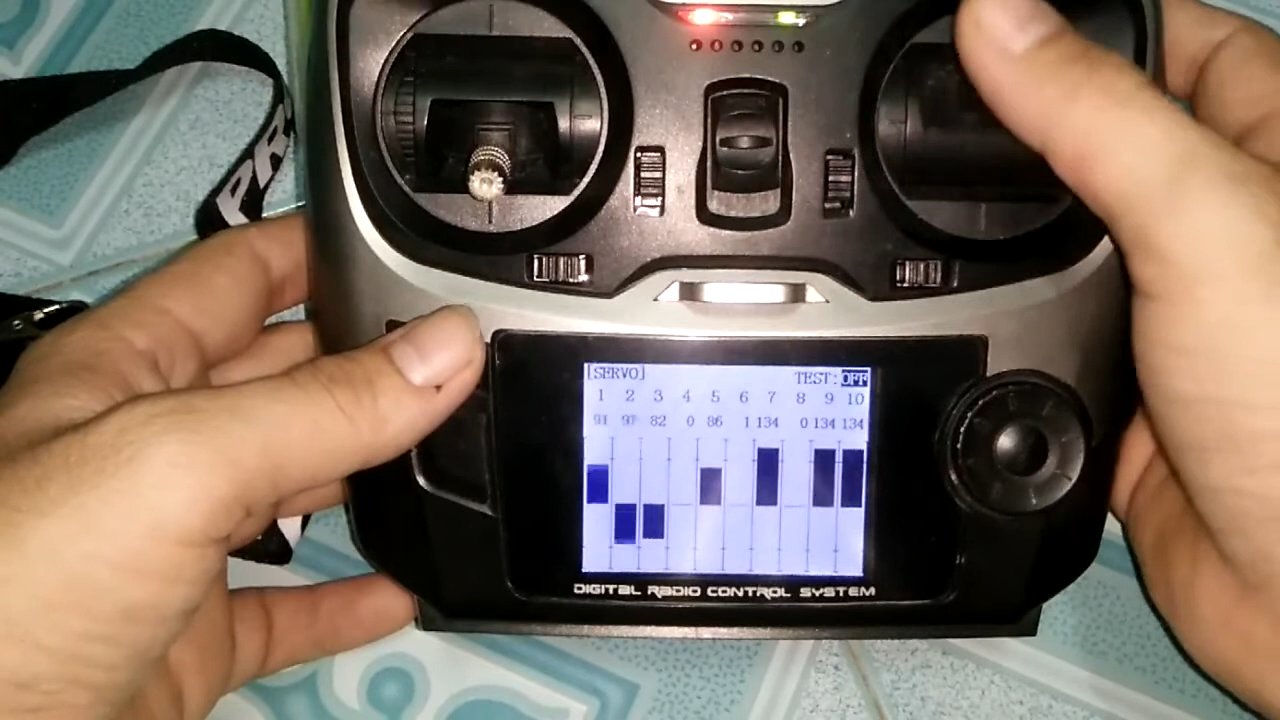 PR
[SERVO] TEST:OFF
1 2 3 4 5 6 7 8 9 10
91 97 82 0 86 1 134 0 134 134
DIGITAL RADIO CONTROL SYSTEM